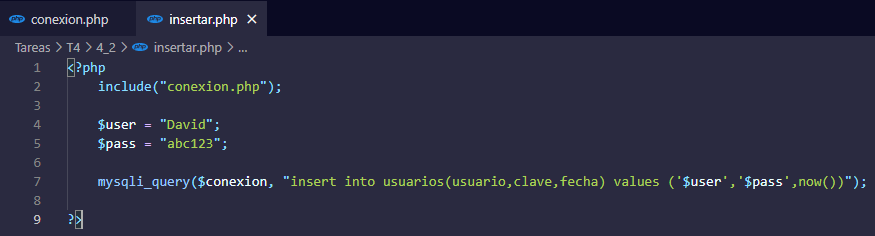 conexion.php insertar.php
Tareas > T4 > 4_2 > insertar.php > ...
1 <?php
2 include("conexion.php");
3
4 $user = "David";
5 $pass = "abc123";
6
7 mysqli_query($conexion, "insert into usuarios(usuario,clave,fecha) values ('$user','$pass',now())");
8
9 ?>